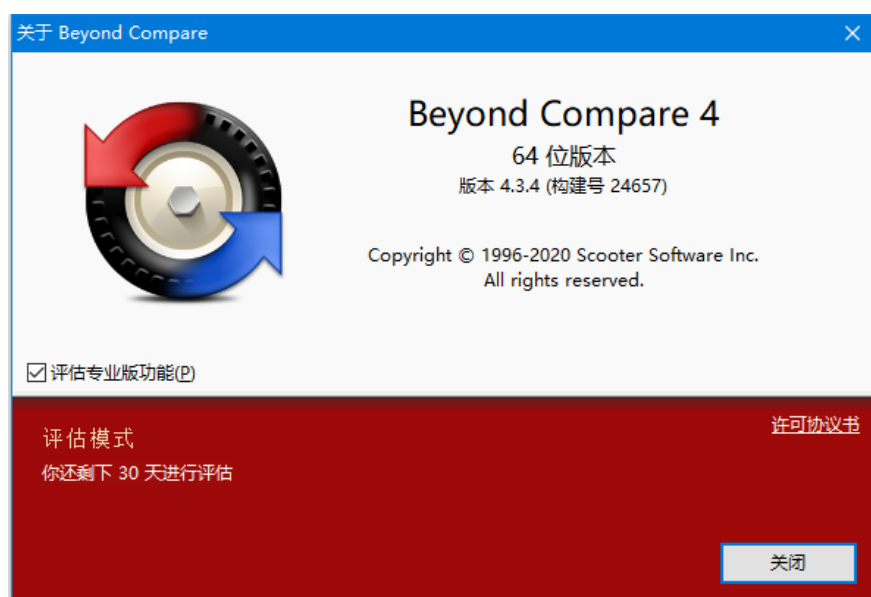 关于 Beyond Compare
Beyond Compare 4
64 位版本
版本 4.3.4 (构建号 24657)
Copyright © 1996-2020 Scooter Software Inc.
All rights reserved.
评估专业版功能(P)
许可协议书
评估模式
你还剩下 30 天进行评估
关闭